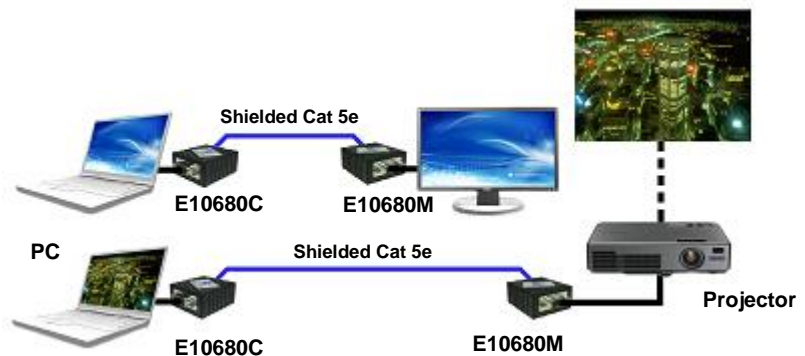 Shielded Cat 5e
E10680C
E10680M
PC
Shielded Cat 5e
Projector
E10680C
E10680M